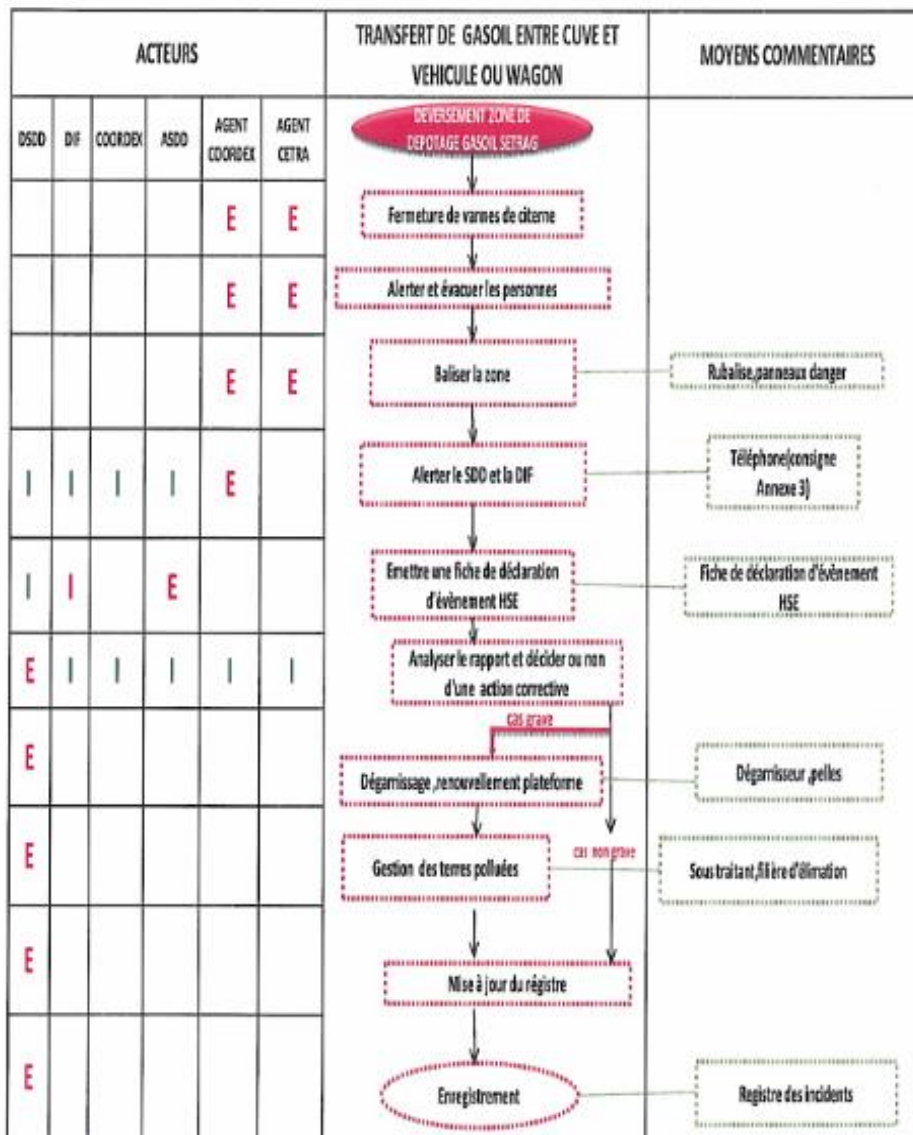 ACTEURS
TRANSFERT DE GASOIL ENTRE CUVE ET
VEHICULE OU WAGON
MOYENS COMMENTAIRES
DSDD DIF COORDEX ASDD AGENT COORDEX AGENT CETRA
DEVERSEMENT ZONE DE
DEPOTAGE GASOIL SETRAG
E E
Fermeture de vannes de citerne
E E
Alerter et évacuer les personnes
E E
Baliser la zone
Rubalise,panneaux danger
I I I I E
Alerter le SDD et la DIF
Téléphone(consigne
Annexe 3)
I I E
Emettre une fiche de déclaration
d'évènement HSE
Fiche de déclaration d'évènement
HSE
E I I I I I
Analyser le rapport et décider ou non
d'une action corrective
cas grave
E
Dégarnissage ,renouvellement plateforme
Dégarnisseur ,pelles
cas non grave
E
Gestion des terres polluées
Sous traitant,filière d'élimation
E
Mise à jour du régistre
E
Enregistrement
Registre des incidents